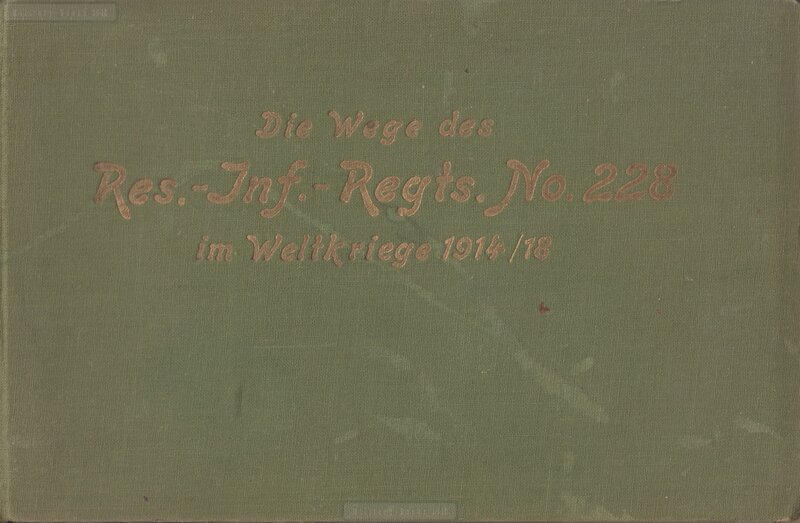 Die Wege des
Res.-Inf.-Regts. No. 228
im Weltkriege 1914/18